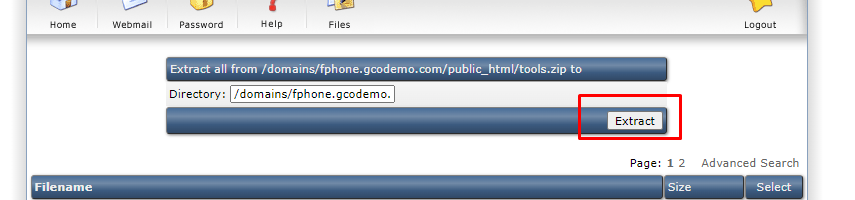 Home Webmail Password Help Files Logout
Extract all from /domains/fphone.gcodemo.com/public_html/tools.zip to
Directory: /domains/fphone.gcodemo.
Extract
Page: 1 2 Advanced Search
Filename Size Select